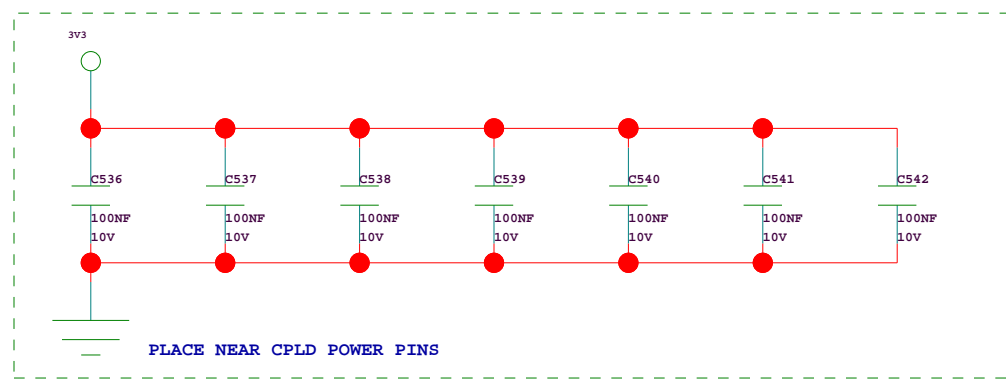 3V3
C536 C537 C538 C539 C540 C541 C542
100NF 100NF 100NF 100NF 100NF 100NF 100NF
10V 10V 10V 10V 10V 10V 10V
PLACE NEAR CPLD POWER PINS